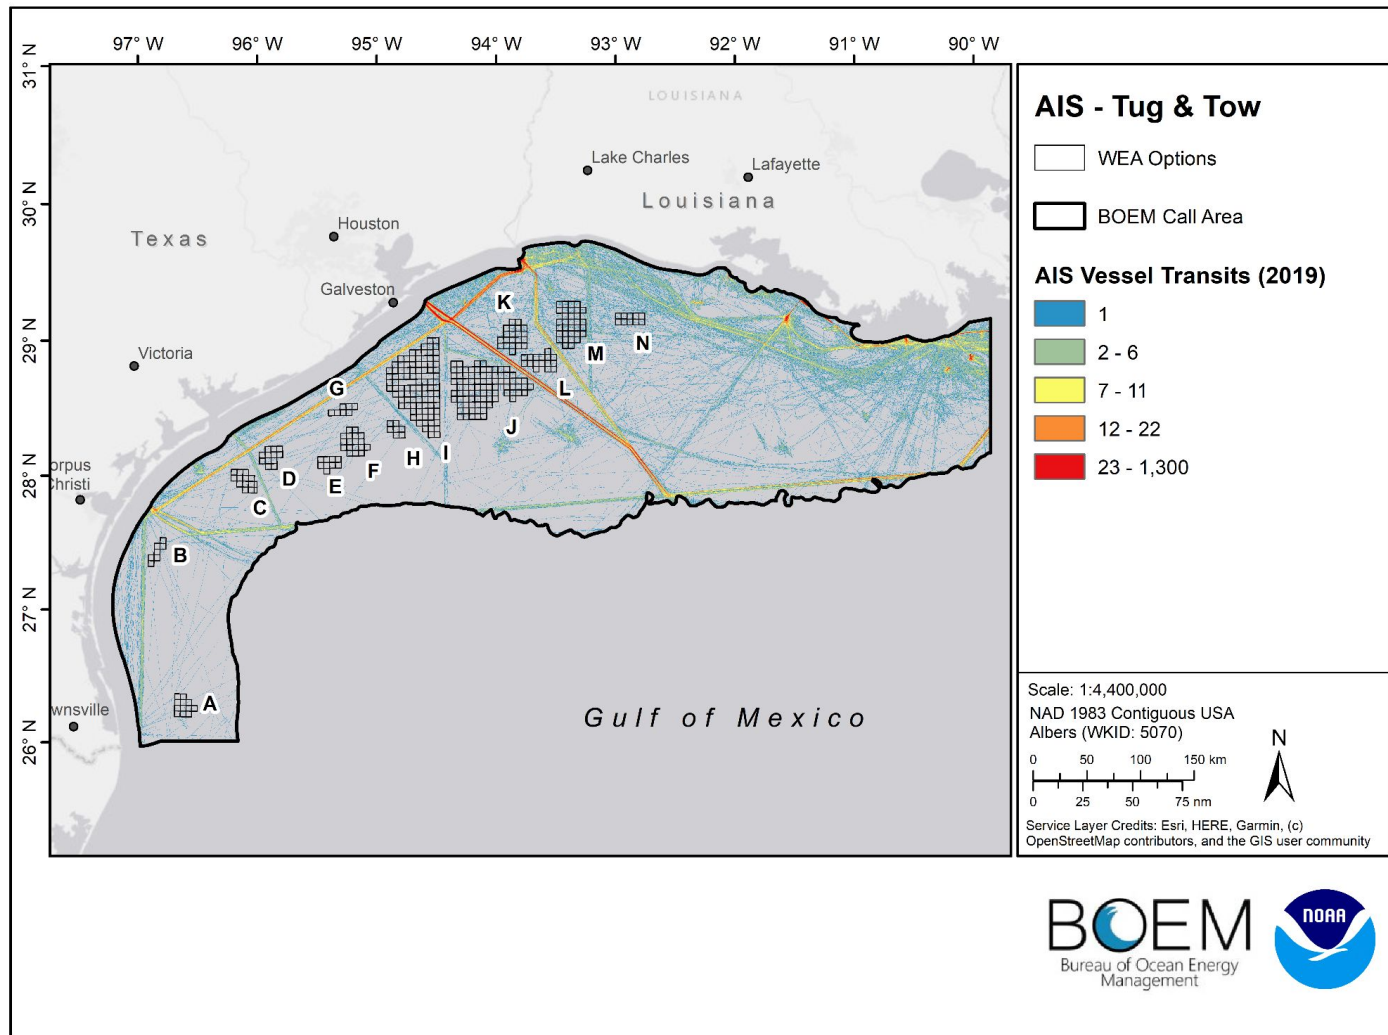 97° W 96° W 95° W 94° W 93° W 92° W 91° W 90° W
31° N
30° N
29° N
28° N
27° N
26° N
LOUISIANA
Lake Charles
Lafayette
Louisiana
Houston
Texas
Galveston
Victoria
orpus
Christi
wnsville
K
N
M
G
L
J
I
H
F
D
E
C
B
A
Gulf of Mexico
AIS - Tug & Tow
WEA Options
BOEM Call Area
AIS Vessel Transits (2019)
1
2 - 6
7 - 11
12 - 22
23 - 1,300
Scale: 1:4,400,000
NAD 1983 Contiguous USA
Albers (WKID: 5070)
N
0 50 100 150 km
0 25 50 75 nm
Service Layer Credits: Esri, HERE, Garmin, (c)
OpenStreetMap contributors, and the GIS user community
BOEM
Bureau of Ocean Energy
Management
NOAA